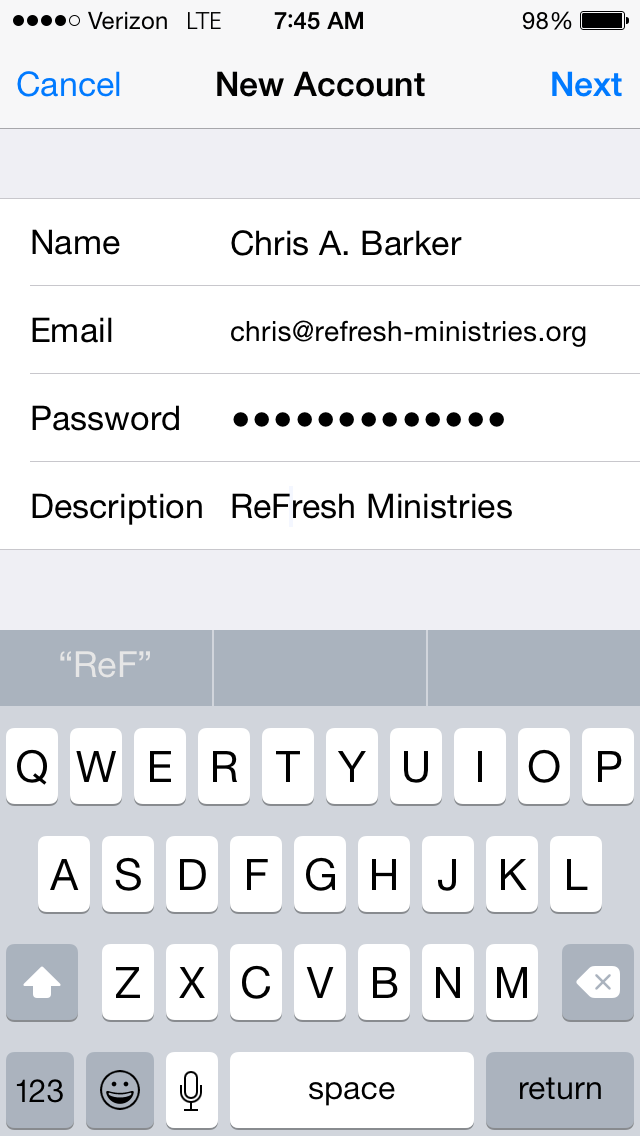 Verizon LTE 7:45 AM 98%
Cancel New Account Next
Name Chris A. Barker
Email chris@refresh-ministries.org
Password ●●●●●●●●●●●●●
Description ReFresh Ministries
“ReF”
Q W E R T Y U I O P
A S D F G H J K L
Z X C V B N M
123 space return